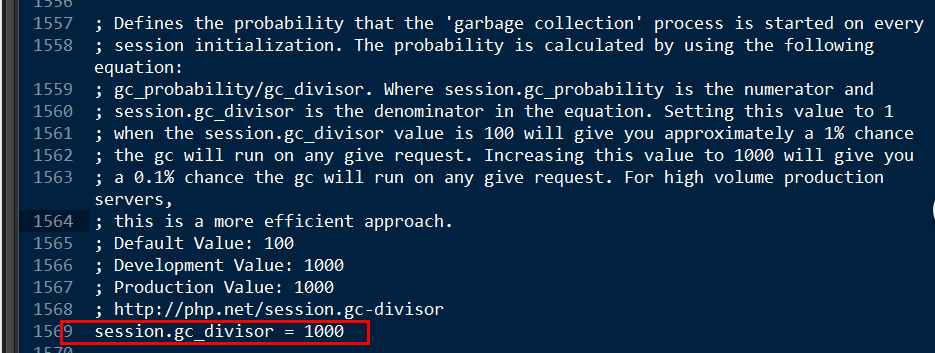 1556
1557 ; Defines the probability that the 'garbage collection' process is started on every
1558 ; session initialization. The probability is calculated by using the following
equation:
1559 ; gc_probability/gc_divisor. Where session.gc_probability is the numerator and
1560 ; session.gc_divisor is the denominator in the equation. Setting this value to 1
1561 ; when the session.gc_divisor value is 100 will give you approximately a 1% chance
1562 ; the gc will run on any give request. Increasing this value to 1000 will give you
1563 ; a 0.1% chance the gc will run on any give request. For high volume production
servers,
1564 ; this is a more efficient approach.
1565 ; Default Value: 100
1566 ; Development Value: 1000
1567 ; Production Value: 1000
1568 ; http://php.net/session.gc-divisor
1569 session.gc_divisor = 1000
1570